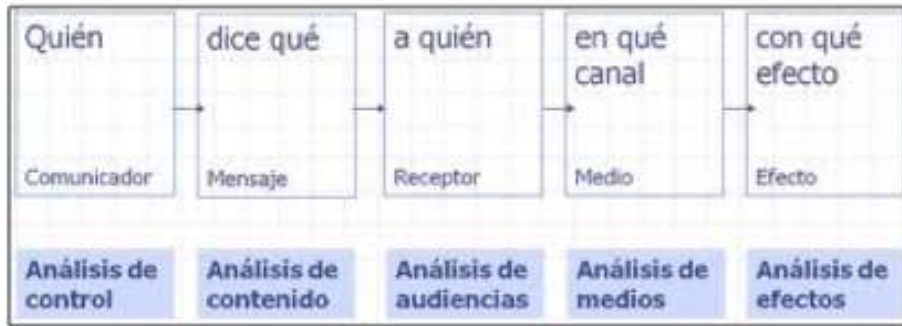 Quién
dice qué
a quién
en qué
canal
con qué
efecto
Comunicador
Mensaje
Receptor
Medio
Efecto
Análisis de
control
Análisis de
contenido
Análisis de
audiencias
Análisis de
medios
Análisis de
efectos